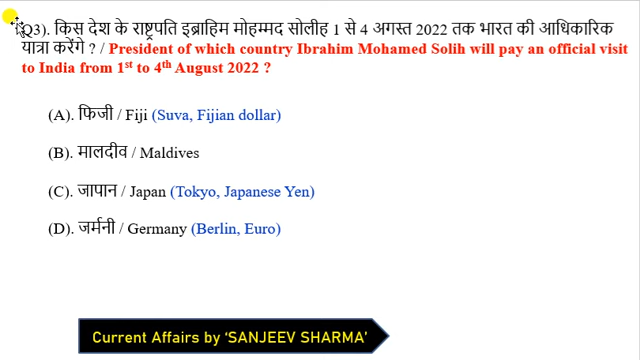 Q3). किस देश के राष्ट्रपति इब्राहिम मोहम्मद सोलीह 1 से 4 अगस्त 2022 तक भारत की आधिकारिक
यात्रा करेंगे ? / President of which country Ibrahim Mohamed Solih will pay an official visit
to India from 1st to 4th August 2022 ?
(A). फिजी / Fiji (Suva, Fijian dollar)
(B). मालदीव / Maldives
(C). जापान / Japan (Tokyo, Japanese Yen)
(D). जर्मनी / Germany (Berlin, Euro)
Current Affairs by ‘SANJEEV SHARMA’